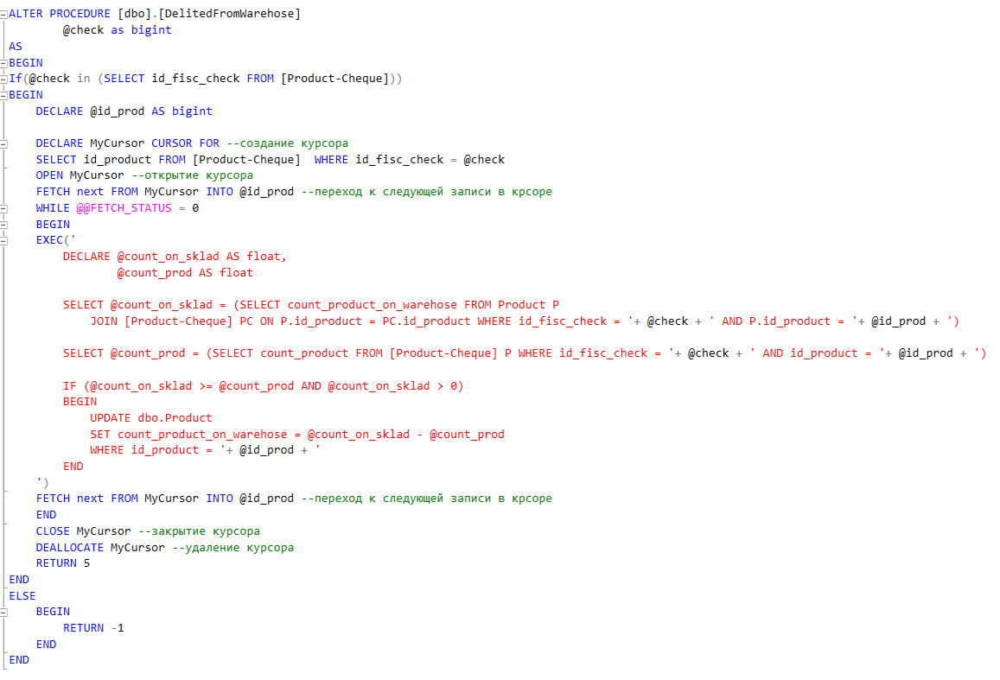 ALTER PROCEDURE [dbo].[DelitedFromWarehose]
        @check as bigint
AS
BEGIN
If(@check in (SELECT id_fisc_check FROM [Product-Cheque]))
BEGIN
    DECLARE @id_prod AS bigint

    DECLARE MyCursor CURSOR FOR --создание курсора
    SELECT id_product FROM [Product-Cheque]  WHERE id_fisc_check = @check
    OPEN MyCursor --открытие курсора
    FETCH next FROM MyCursor INTO @id_prod --переход к следующей записи в крсоре
    WHILE @@FETCH_STATUS = 0
    BEGIN
    EXEC('
        DECLARE @count_on_sklad AS float,
                @count_prod AS float

        SELECT @count_on_sklad = (SELECT count_product_on_warehose FROM Product P
            JOIN [Product-Cheque] PC ON P.id_product = PC.id_product WHERE id_fisc_check = '+ @check + ' AND P.id_product = '+ @id_prod + ')

        SELECT @count_prod = (SELECT count_product FROM [Product-Cheque] P WHERE id_fisc_check = '+ @check + ' AND id_product = '+ @id_prod + ')

        IF (@count_on_sklad >= @count_prod AND @count_on_sklad > 0)
        BEGIN
            UPDATE dbo.Product
            SET count_product_on_warehose = @count_on_sklad - @count_prod
            WHERE id_product = '+ @id_prod + '
        END
    ')
    FETCH next FROM MyCursor INTO @id_prod --переход к следующей записи в крсоре
    END
    CLOSE MyCursor --закрытие курсора
    DEALLOCATE MyCursor --удаление курсора
    RETURN 5
END
ELSE
    BEGIN
        RETURN -1
    END
END